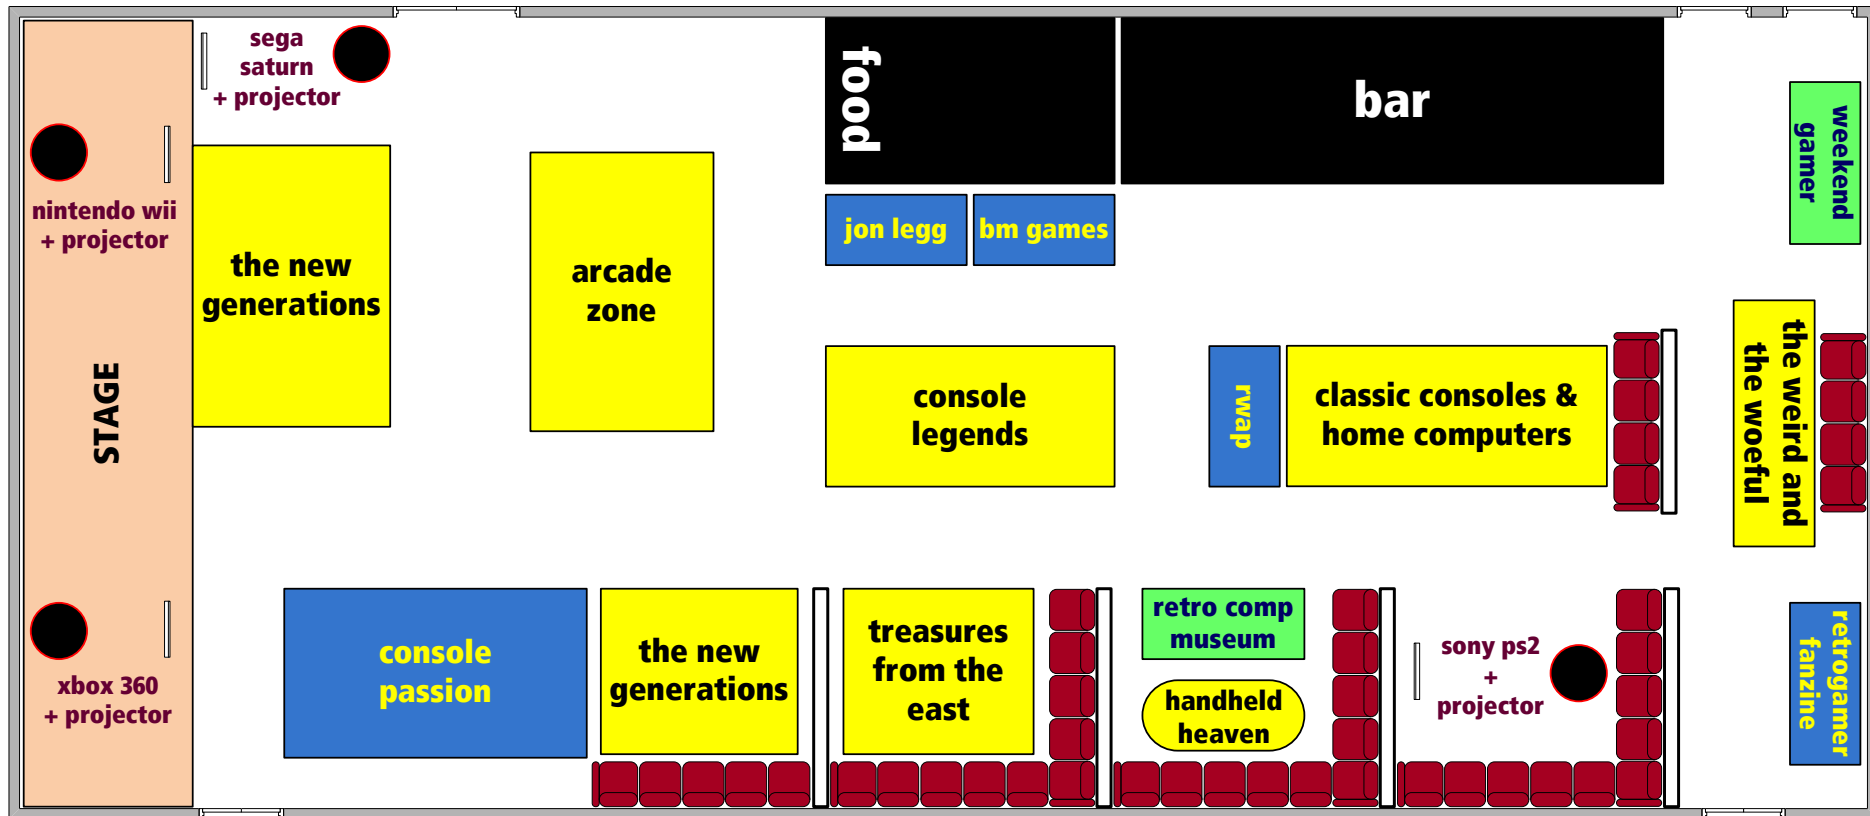 sega
saturn
+ projector
food
bar
weekend
gamer
nintendo wii
+ projector
the new
generations
arcade
zone
jon legg
bm games
STAGE
console
legends
rwap
classic consoles &
home computers
the weird and
the woeful
xbox 360
+ projector
console
passion
the new
generations
treasures
from the
east
retro comp
museum
handheld
heaven
sony ps2
+
projector
retrogamer
fanzine